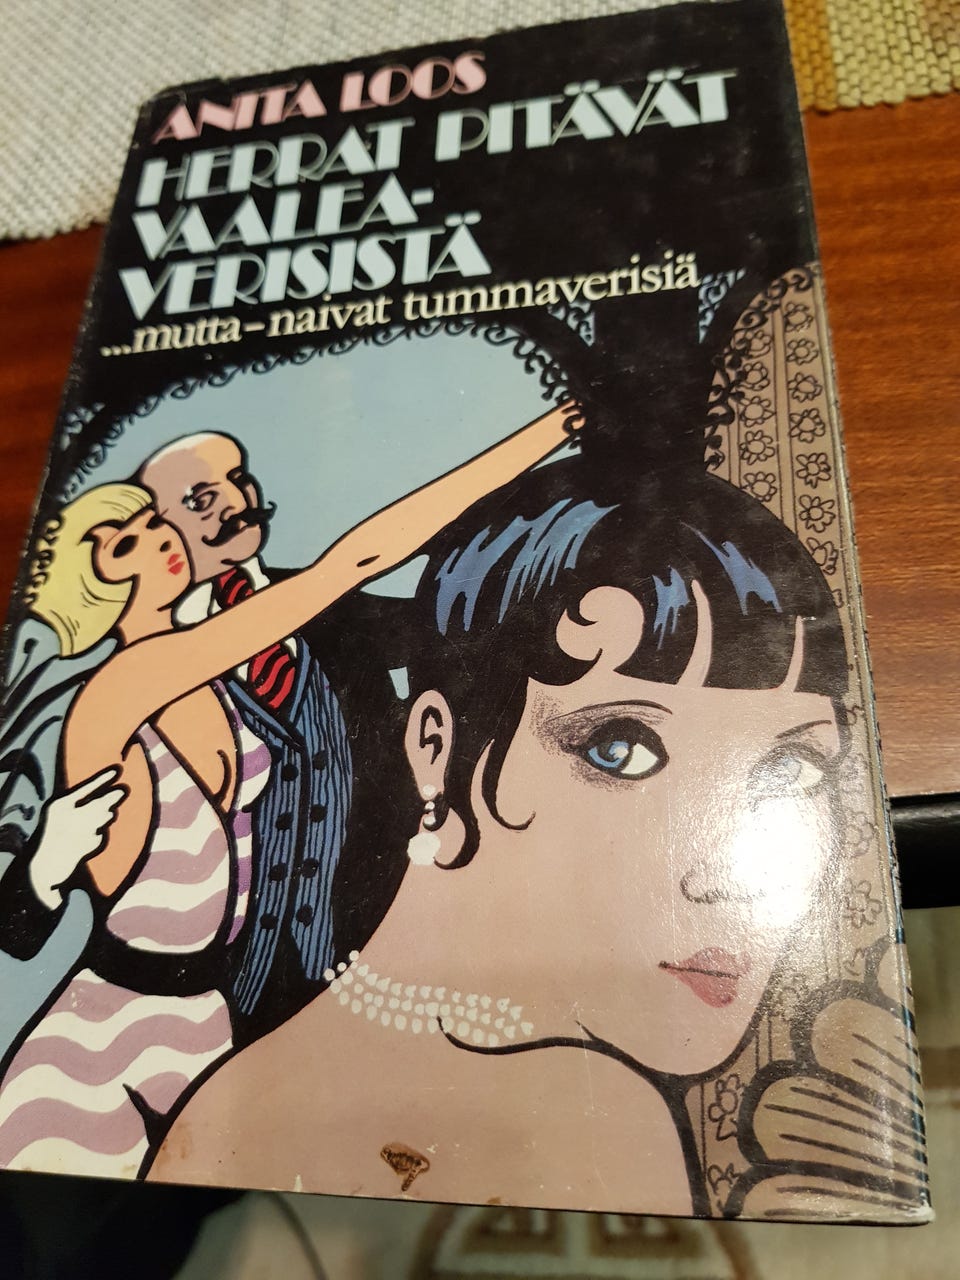 ANITA LOOS
HERRAT PITÄVÄT
VAALEA-
VERISISTÄ
...mutta-naivat tummaverisiä